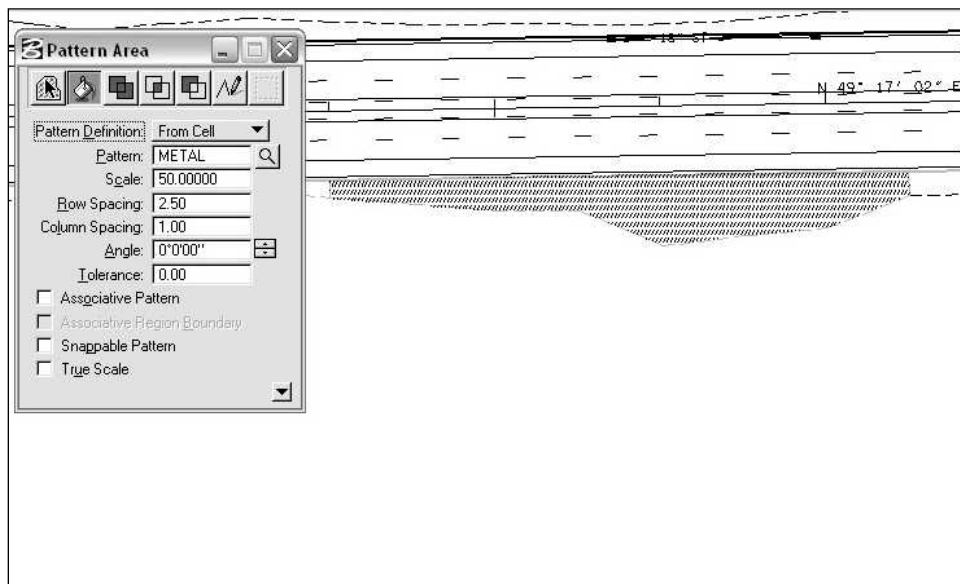 Pattern Area
Pattern Definition: From Cell
Pattern: METAL
Scale: 50.00000
Row Spacing: 2.50
Column Spacing: 1.00
Angle: 0°0'00"
Tolerance: 0.00
Associative Pattern
Associative Region Boundary
Snappable Pattern
True Scale
N 49° 17' 02" E